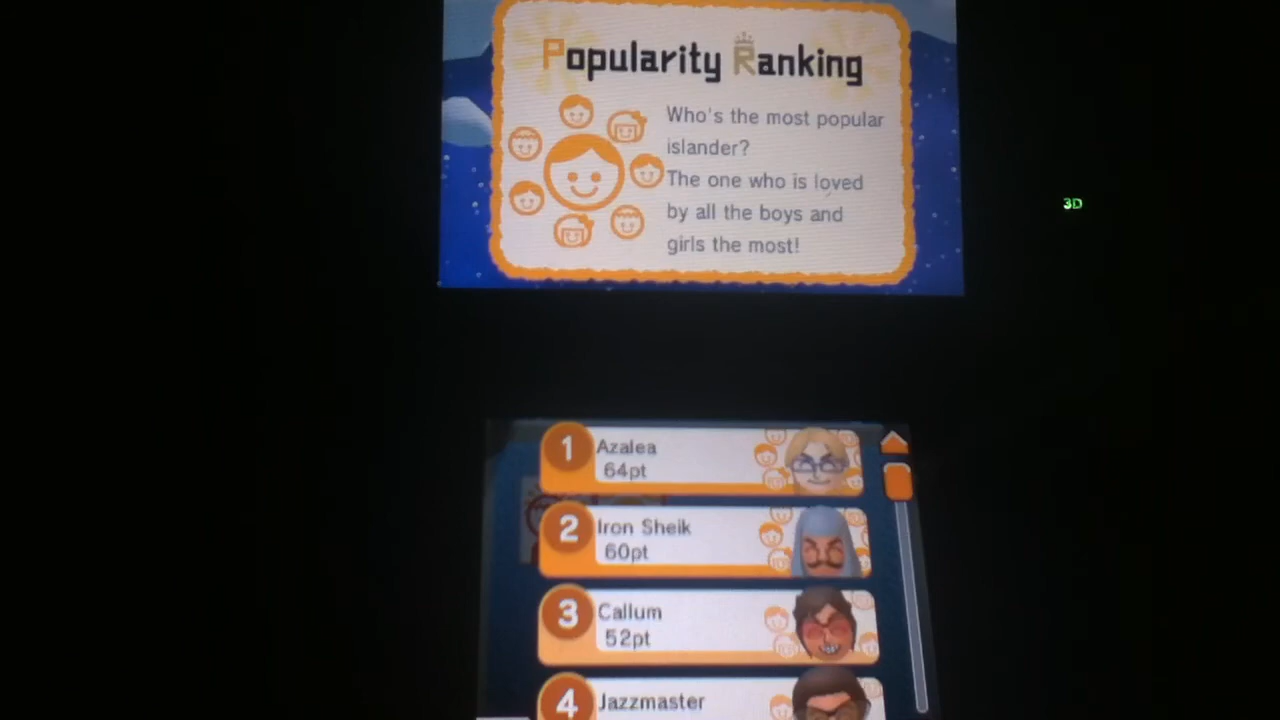 Popularity Ranking
Who's the most popular
islander?
The one who is loved
by all the boys and
girls the most!
3D
1
Azalea
64pt
2
Iron Sheik
60pt
3
Callum
52pt
4
Jazzmaster